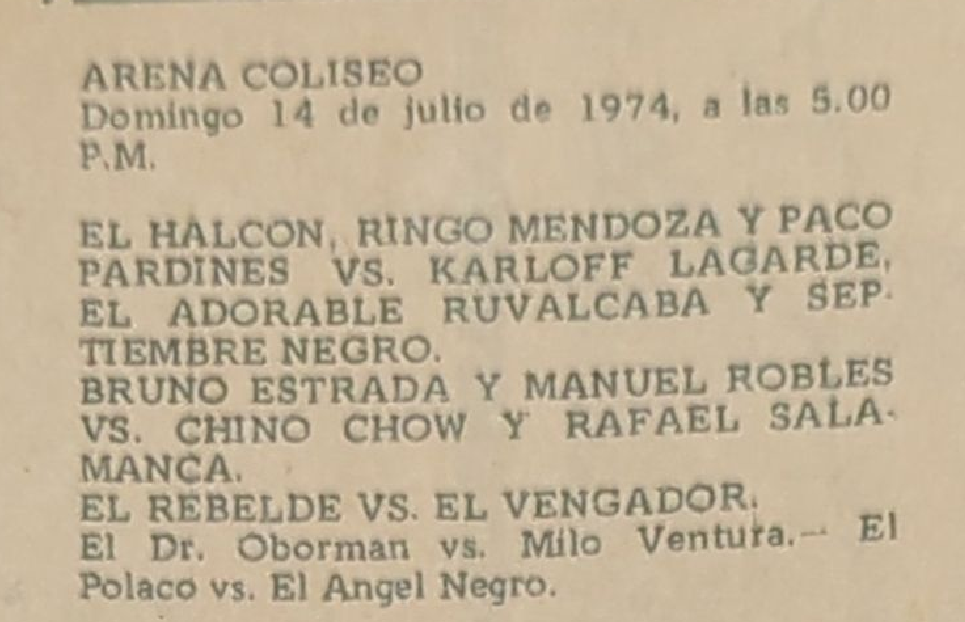 ARENA COLISEO
Domingo 14 de julio de 1974, a las 5.00
P.M.
EL HALCON, RINGO MENDOZA Y PACO
PARDINES VS. KARLOFF LAGARDE,
EL ADORABLE RUVALCABA Y SEP-
TIEMBRE NEGRO.
BRUNO ESTRADA Y MANUEL ROBLES
VS. CHINO CHOW Y RAFAEL SALA-
MANCA.
EL REBELDE VS. EL VENGADOR.
El Dr. Oborman vs. Milo Ventura.— El
Polaco vs. El Angel Negro.